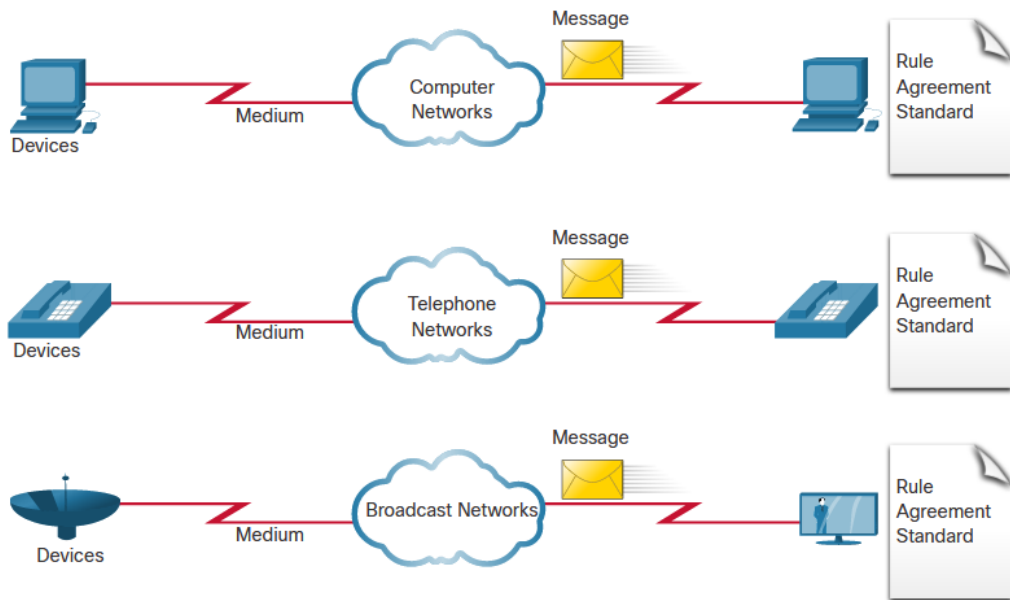 Message
Computer
Networks
Medium
Devices
Rule
Agreement
Standard
Message
Telephone
Networks
Medium
Devices
Rule
Agreement
Standard
Message
Broadcast Networks
Medium
Devices
Rule
Agreement
Standard